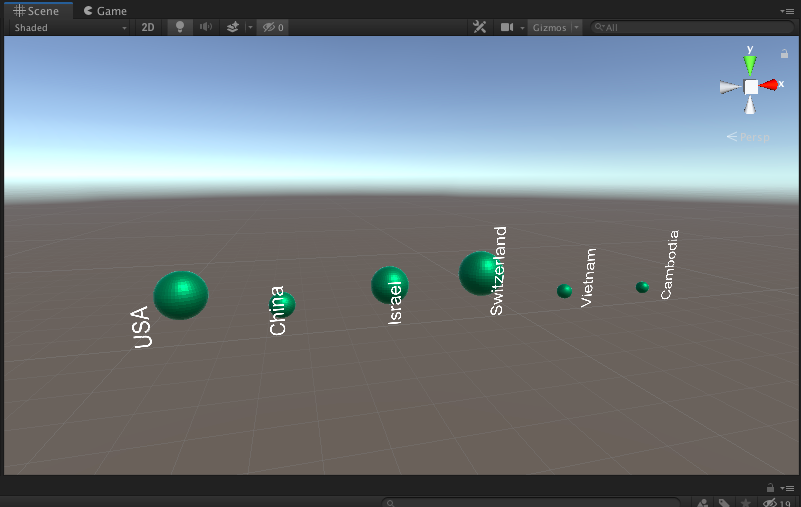 Scene
Game
Shaded
2D
0
Gizmos
All
y
x
Persp
USA
China
Israel
Switzerland
Vietnam
Cambodia
19